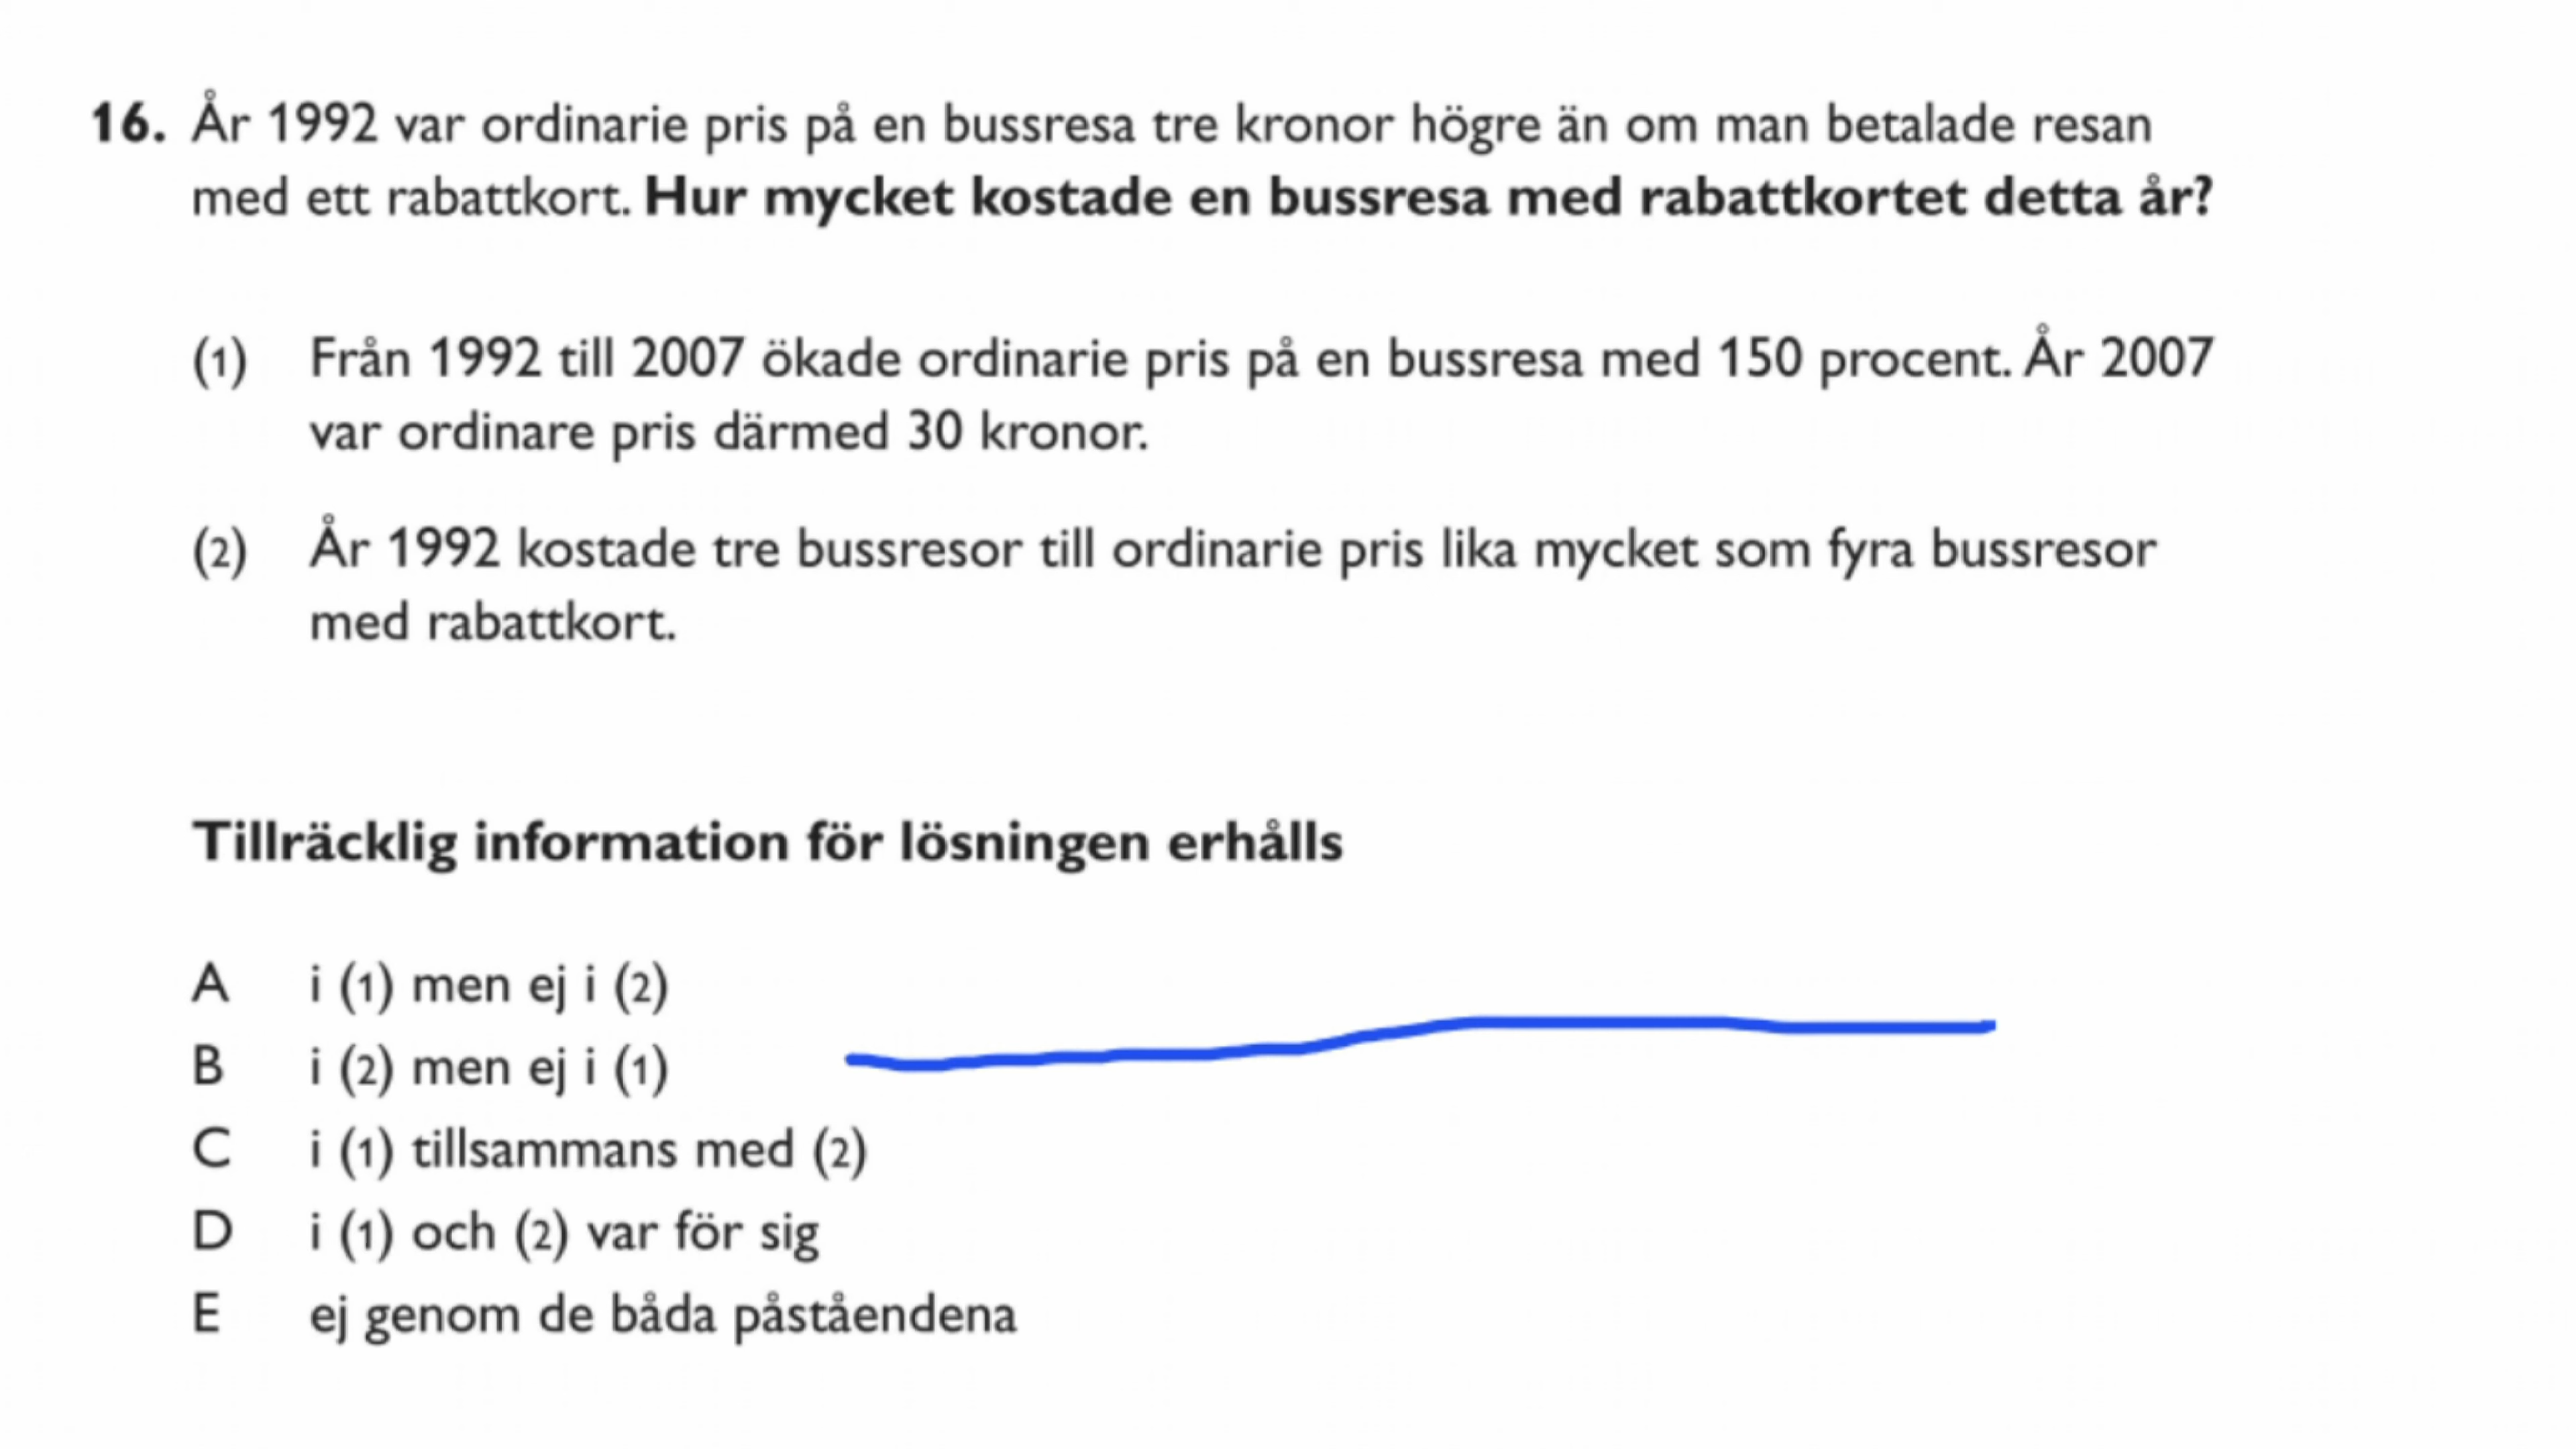 16. År 1992 var ordinarie pris på en bussresa tre kronor högre än om man betalade resan
med ett rabattkort. Hur mycket kostade en bussresa med rabattkortet detta år?
(1) Från 1992 till 2007 ökade ordinarie pris på en bussresa med 150 procent. År 2007
var ordinare pris därmed 30 kronor.
(2) År 1992 kostade tre bussresor till ordinarie pris lika mycket som fyra bussresor
med rabattkort.
Tillräcklig information för lösningen erhålls
A i (1) men ej i (2)
B i (2) men ej i (1)
C i (1) tillsammans med (2)
D i (1) och (2) var för sig
E ej genom de båda påståendena